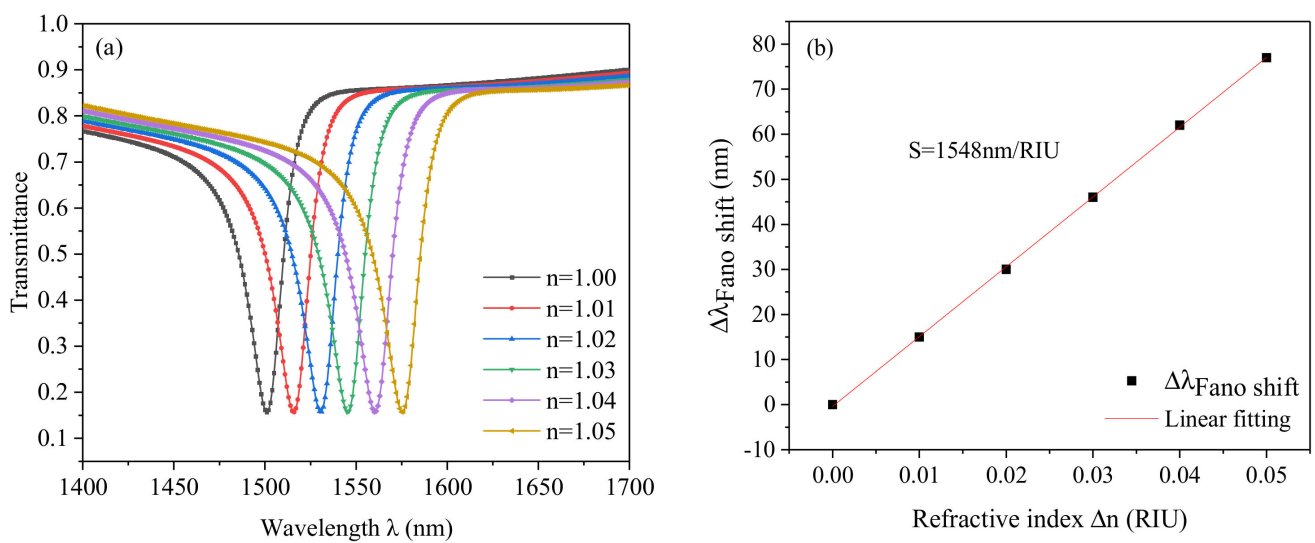 (a)
1.0
0.9
0.8
0.7
0.6
0.5
0.4
0.3
0.2
0.1
Transmittance
1400
1450
1500
1550
1600
1650
1700
Wavelength λ (nm)
n=1.00
n=1.01
n=1.02
n=1.03
n=1.04
n=1.05
(b)
80
70
60
50
40
30
20
10
0
-10
ΔλFano shift (nm)
S=1548nm/RIU
ΔλFano shift
Linear fitting
0.00
0.01
0.02
0.03
0.04
0.05
Refractive index Δn (RIU)